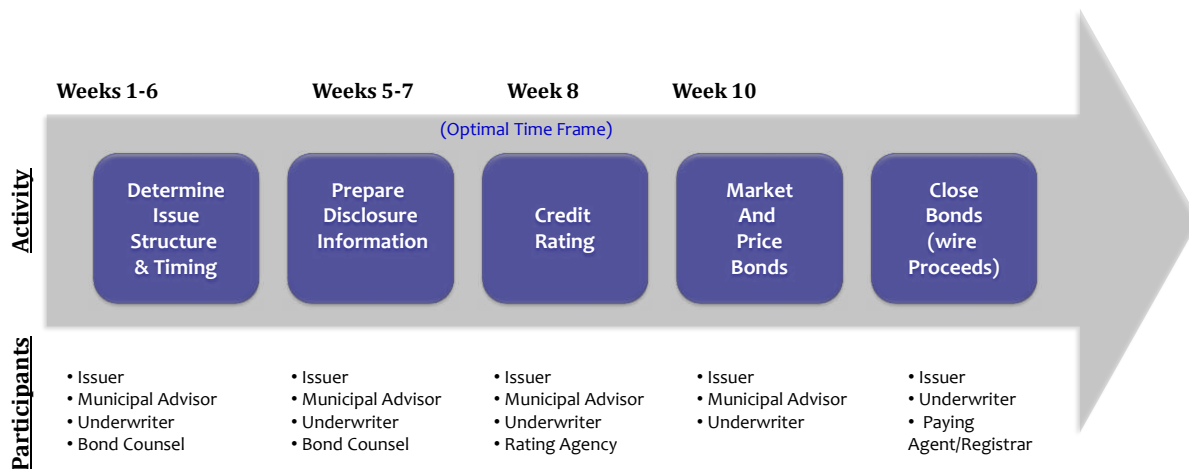 Weeks 1-6
Weeks 5-7
Week 8
Week 10
(Optimal Time Frame)
Activity
Determine
Issue
Structure
& Timing
Prepare
Disclosure
Information
Credit
Rating
Market
And
Price
Bonds
Close
Bonds
(wire
Proceeds)
Participants
• Issuer
• Municipal Advisor
• Underwriter
• Bond Counsel
• Issuer
• Municipal Advisor
• Underwriter
• Bond Counsel
• Issuer
• Municipal Advisor
• Underwriter
• Rating Agency
• Issuer
• Municipal Advisor
• Underwriter
• Issuer
• Underwriter
• Paying
Agent/Registrar